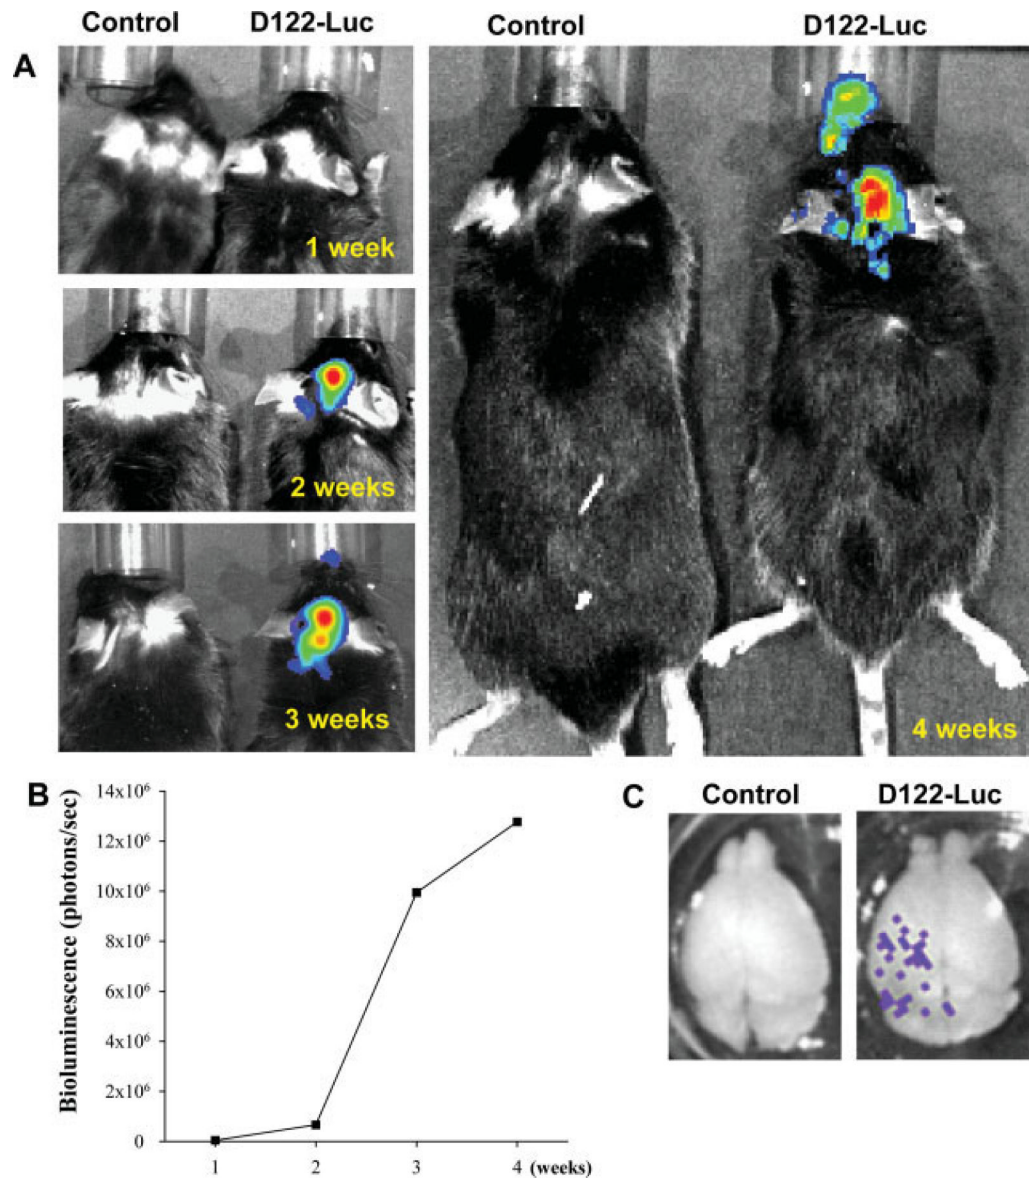 Control D122-Luc Control D122-Luc
A
1 week
2 weeks
3 weeks
4 weeks
B
Bioluminescence (photons/sec)
14x10⁶
12x10⁶
10x10⁶
8x10⁶
6x10⁶
4x10⁶
2x10⁶
0
1 2 3 4 (weeks)
C
Control D122-Luc